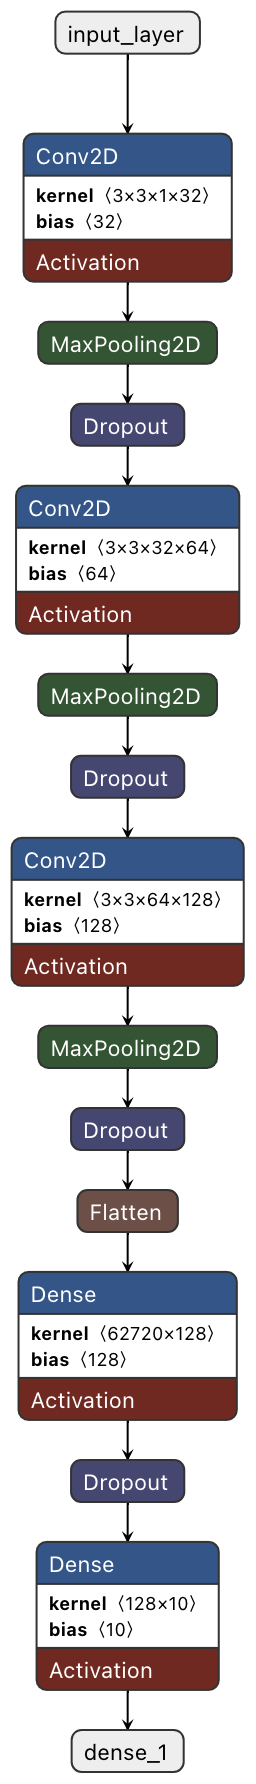 input_layer
Conv2D
kernel 〈3×3×1×32〉
bias 〈32〉
Activation
MaxPooling2D
Dropout
Conv2D
kernel 〈3×3×32×64〉
bias 〈64〉
Activation
MaxPooling2D
Dropout
Conv2D
kernel 〈3×3×64×128〉
bias 〈128〉
Activation
MaxPooling2D
Dropout
Flatten
Dense
kernel 〈62720×128〉
bias 〈128〉
Activation
Dropout
Dense
kernel 〈128×10〉
bias 〈10〉
Activation
dense_1